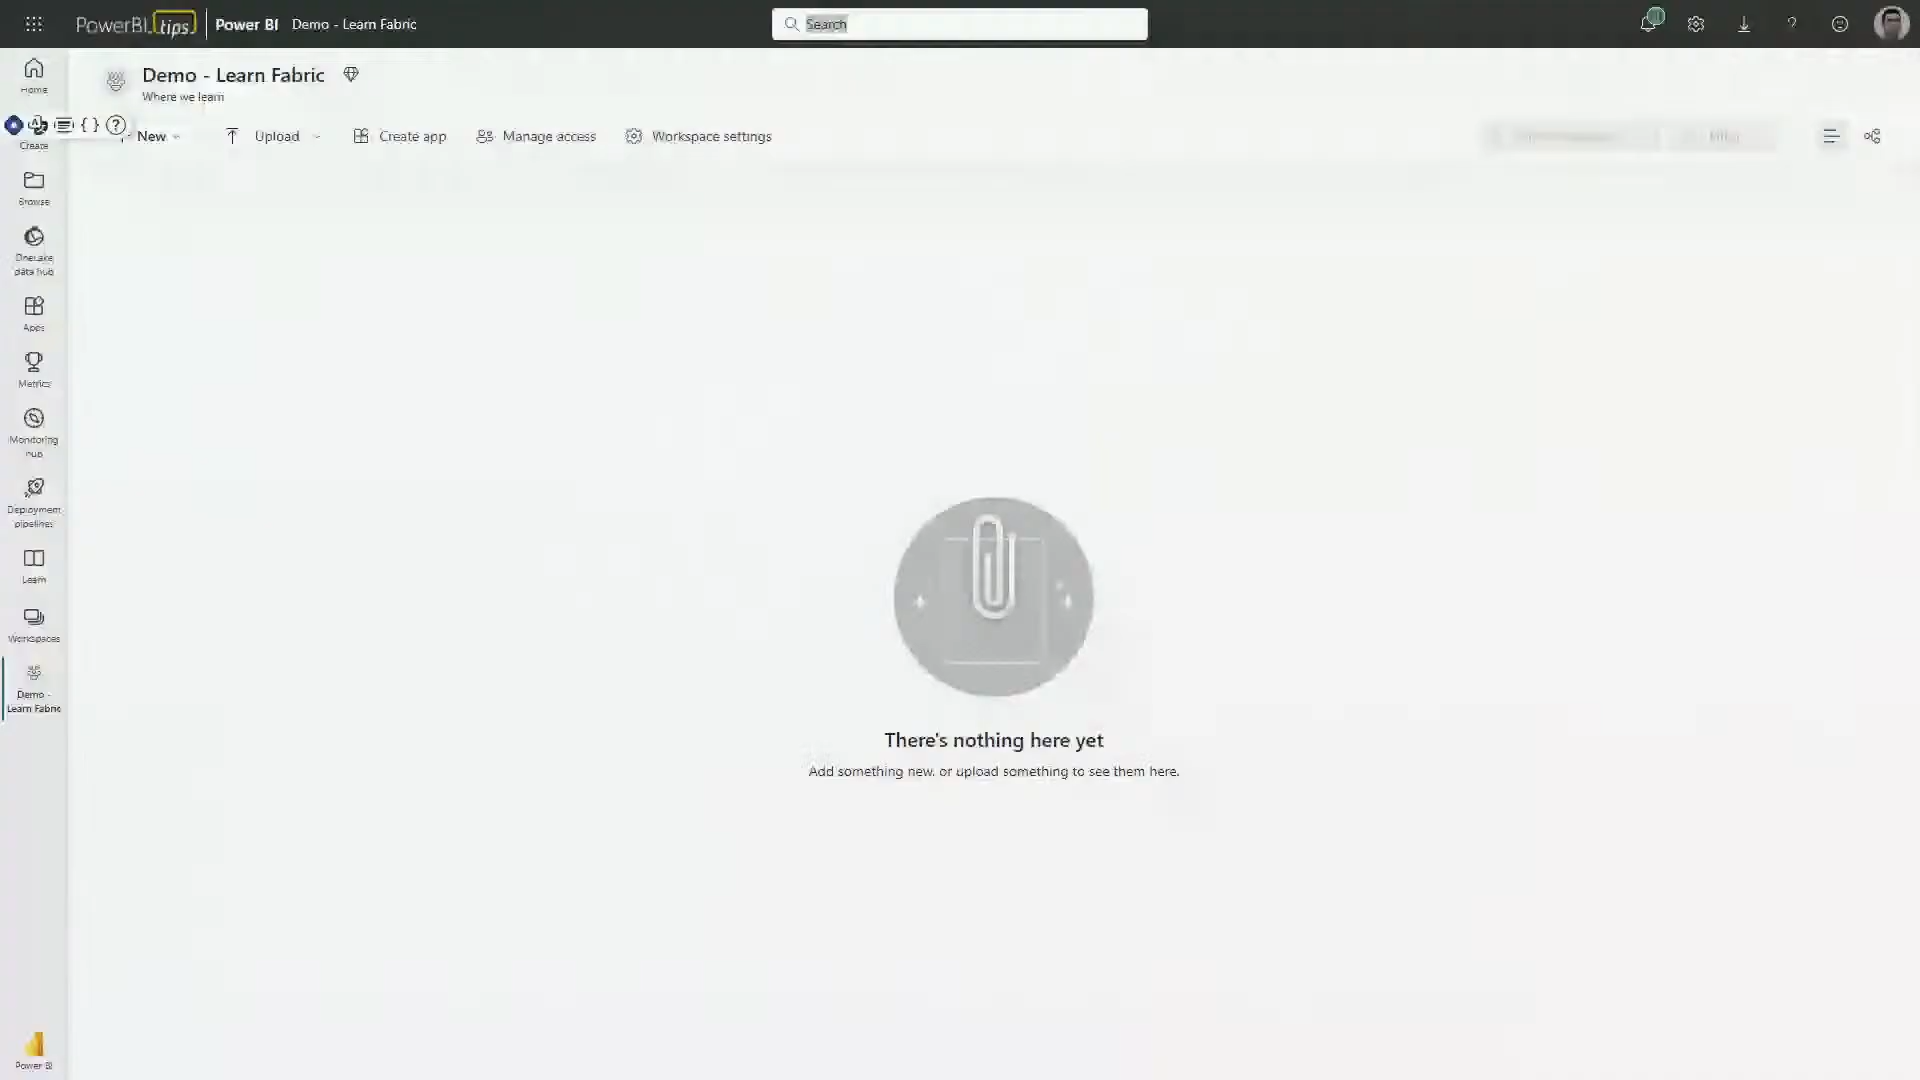 PowerBI.tips Power BI Demo - Learn Fabric Search
Home
Create
Browse
OneLake
data hub
Apps
Metrics
Monitoring
hub
Deployment
pipelines
Learn
Workspaces
Demo -
Learn Fabric
Power BI
Demo - Learn Fabric
Where we learn
New Upload Create app Manage access Workspace settings
There's nothing here yet
Add something new, or upload something to see them here.